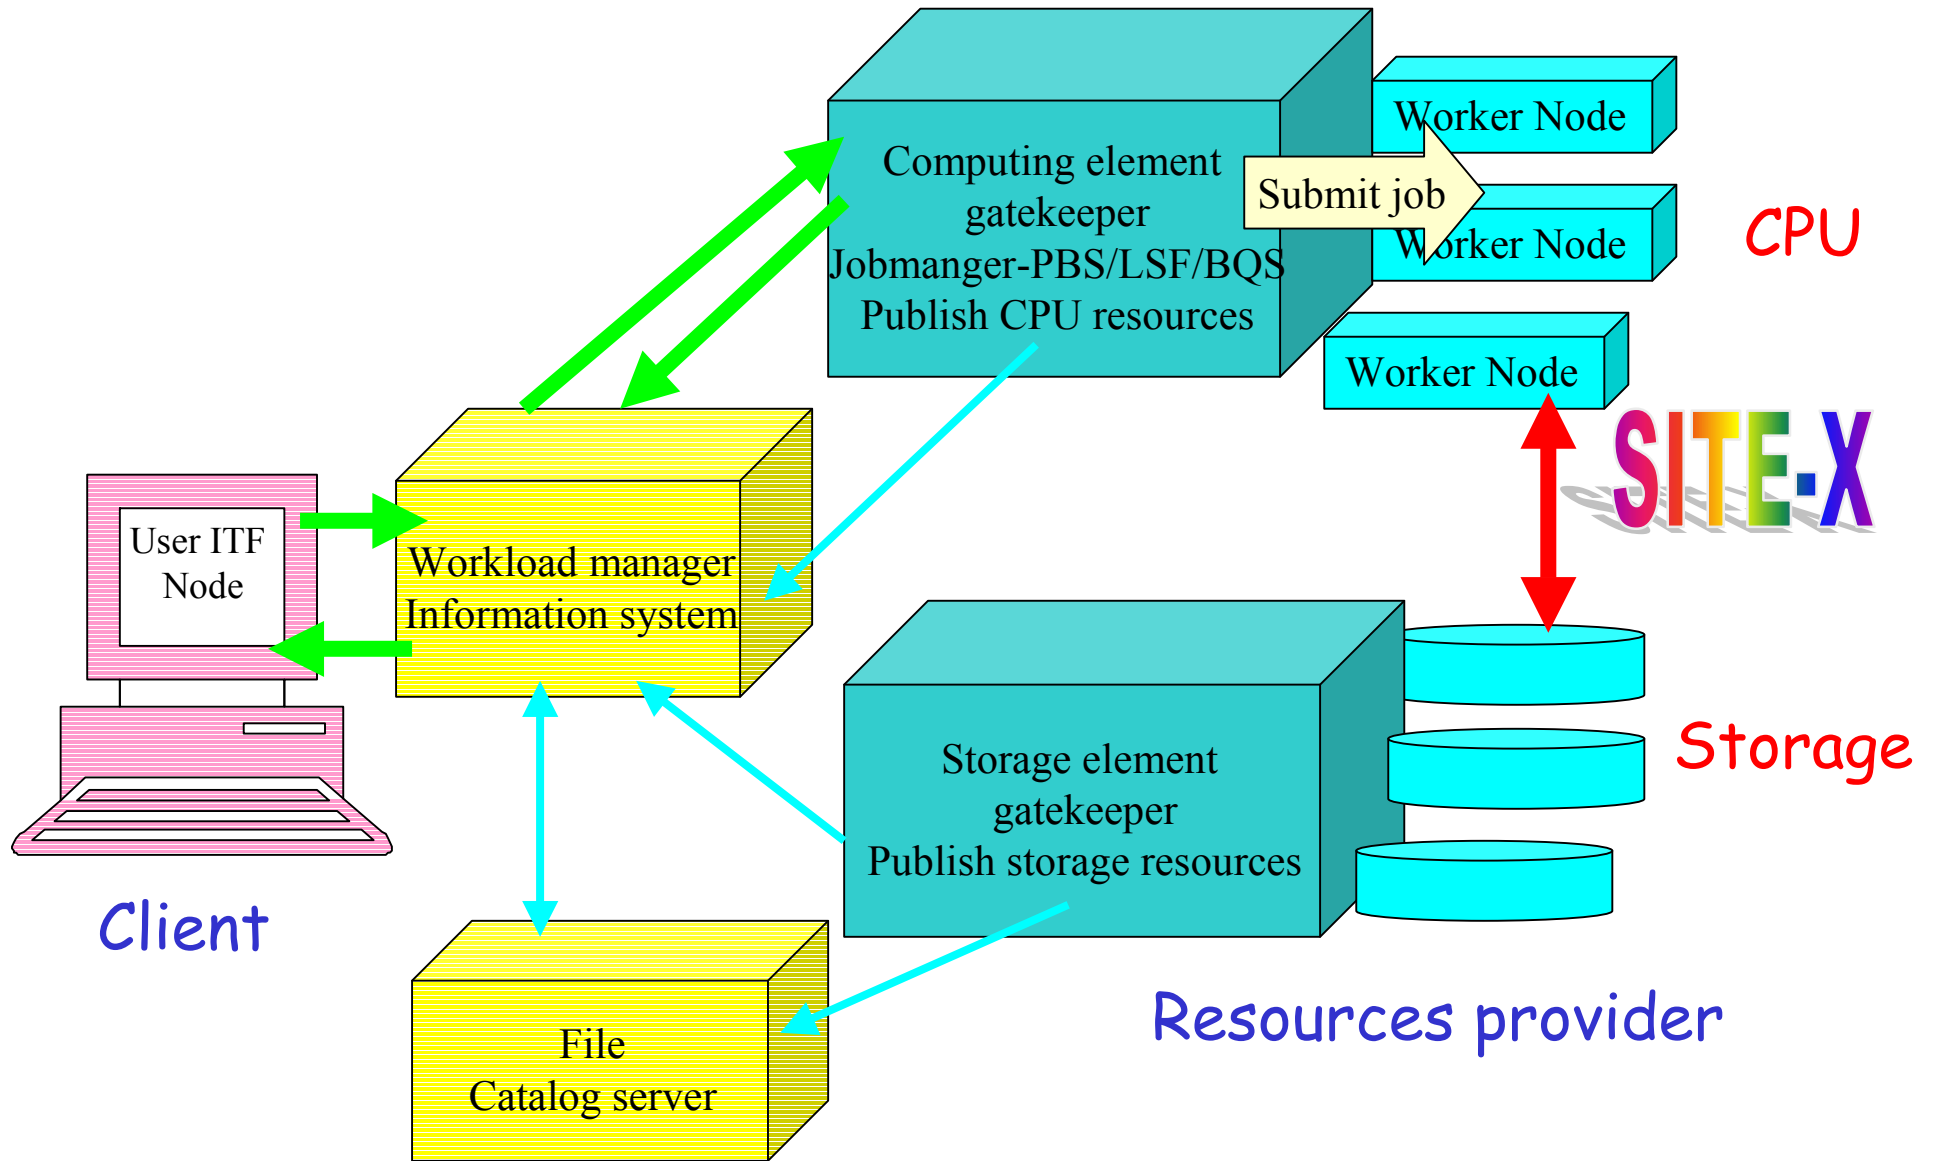 Computing element
gatekeeper
Jobmanger-PBS/LSF/BQS
Publish CPU resources
Submit job
Worker Node
Worker Node
Worker Node
CPU
SITE-X
User ITF
Node
Workload manager
Information system
Storage element
gatekeeper
Publish storage resources
Storage
Client
File
Catalog server
Resources provider